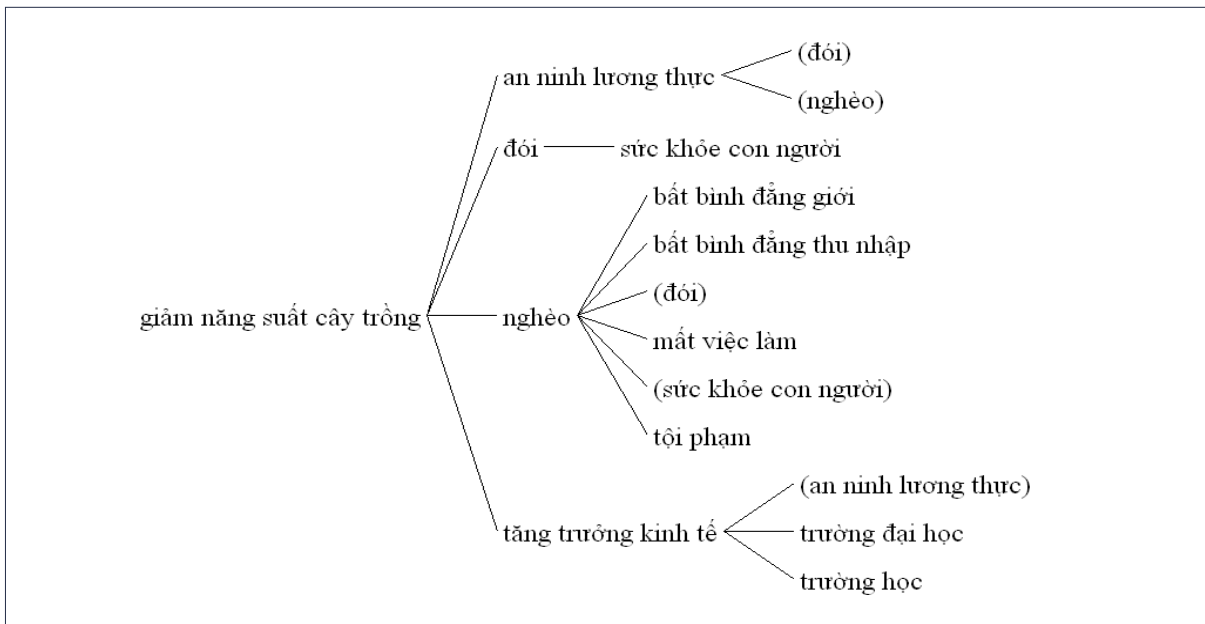 (đói)
an ninh lương thực
(nghèo)
đói
sức khỏe con người
bất bình đẳng giới
bất bình đẳng thu nhập
(đói)
giảm năng suất cây trồng
nghèo
mất việc làm
(sức khỏe con người)
tội phạm
(an ninh lương thực)
tăng trưởng kinh tế
trường đại học
trường học